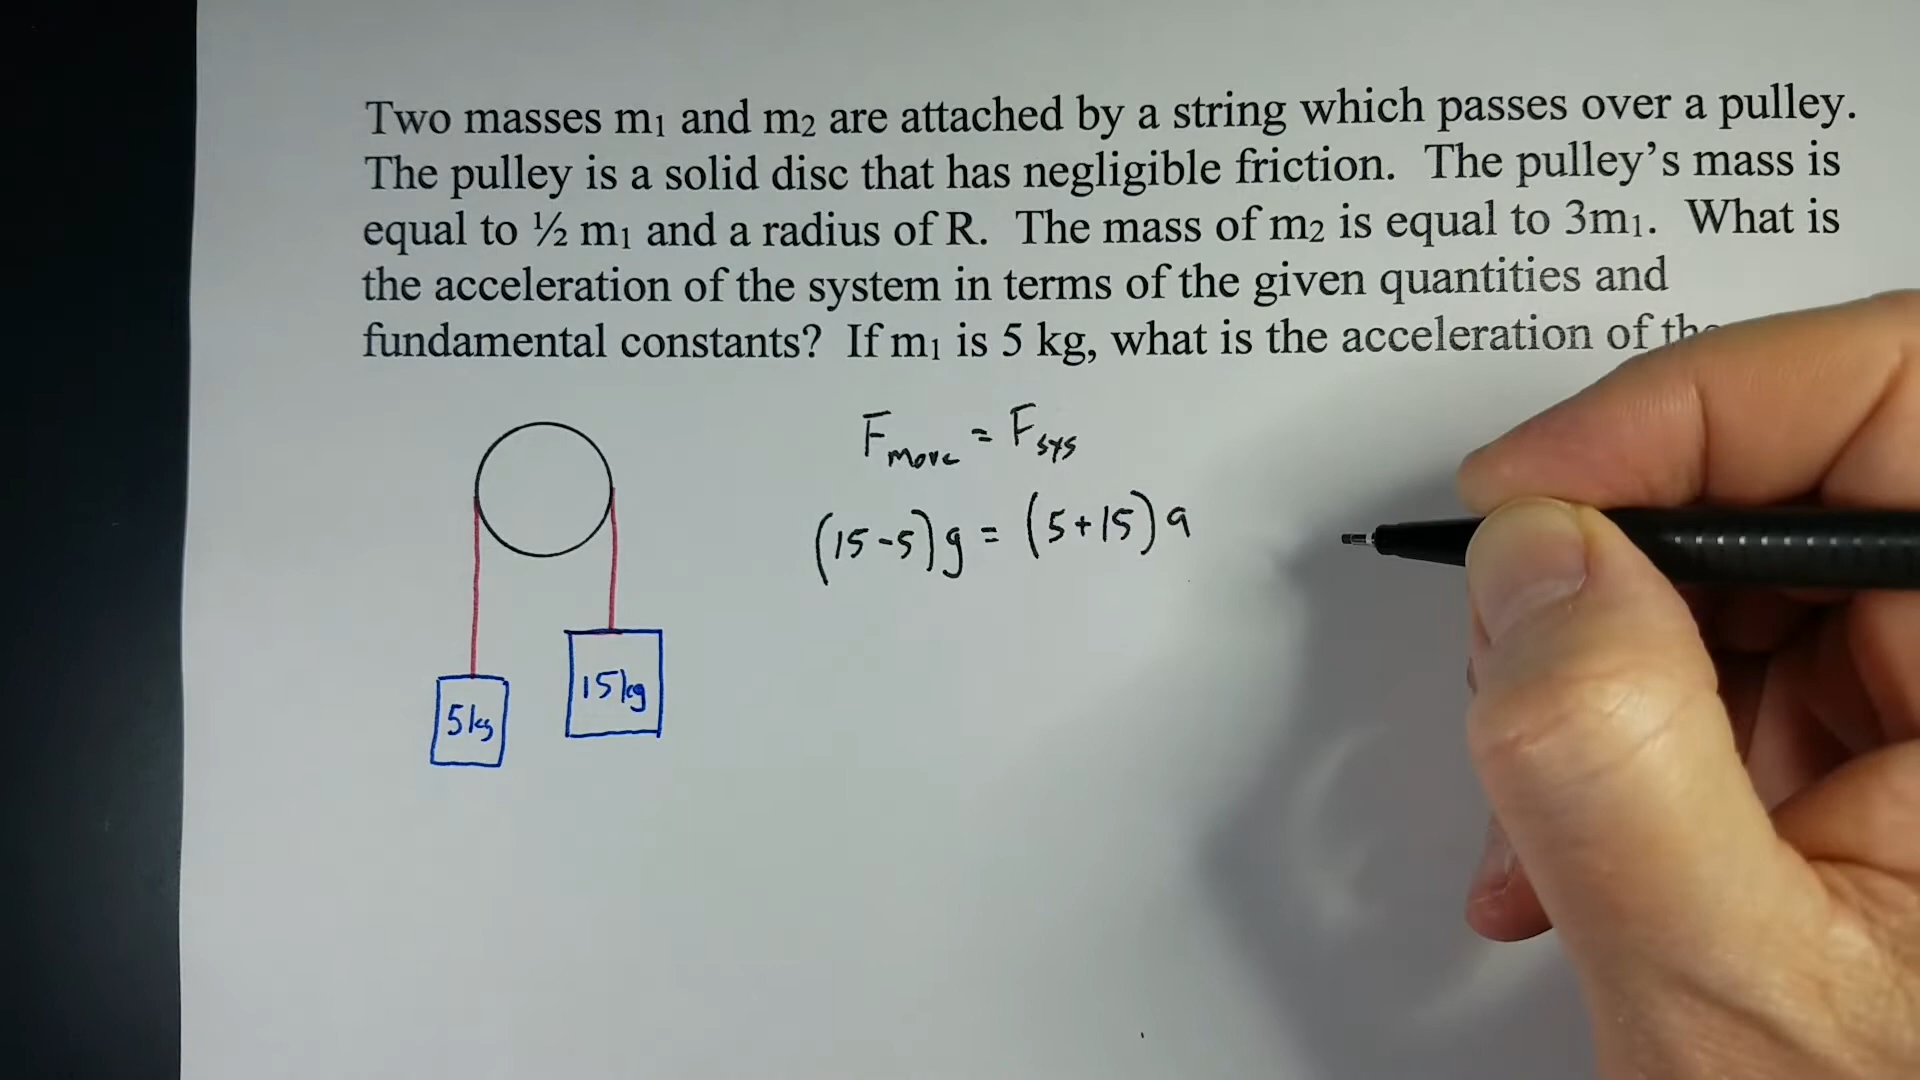 Two masses m₁ and m₂ are attached by a string which passes over a pulley.
The pulley is a solid disc that has negligible friction. The pulley’s mass is
equal to ½ m₁ and a radius of R. The mass of m₂ is equal to 3m₁. What is
the acceleration of the system in terms of the given quantities and
fundamental constants? If m₁ is 5 kg, what is the acceleration of
F move = F sys
(15-5)g = (5+15)a
15kg
5kg